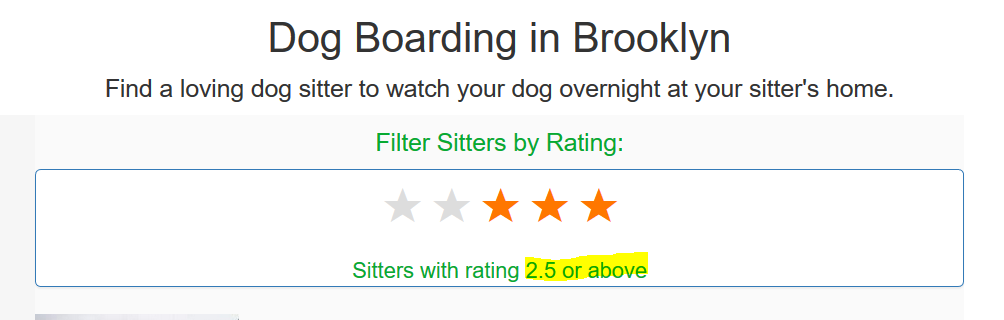 Dog Boarding in Brooklyn
Find a loving dog sitter to watch your dog overnight at your sitter's home.
Filter Sitters by Rating:
Sitters with rating 2.5 or above